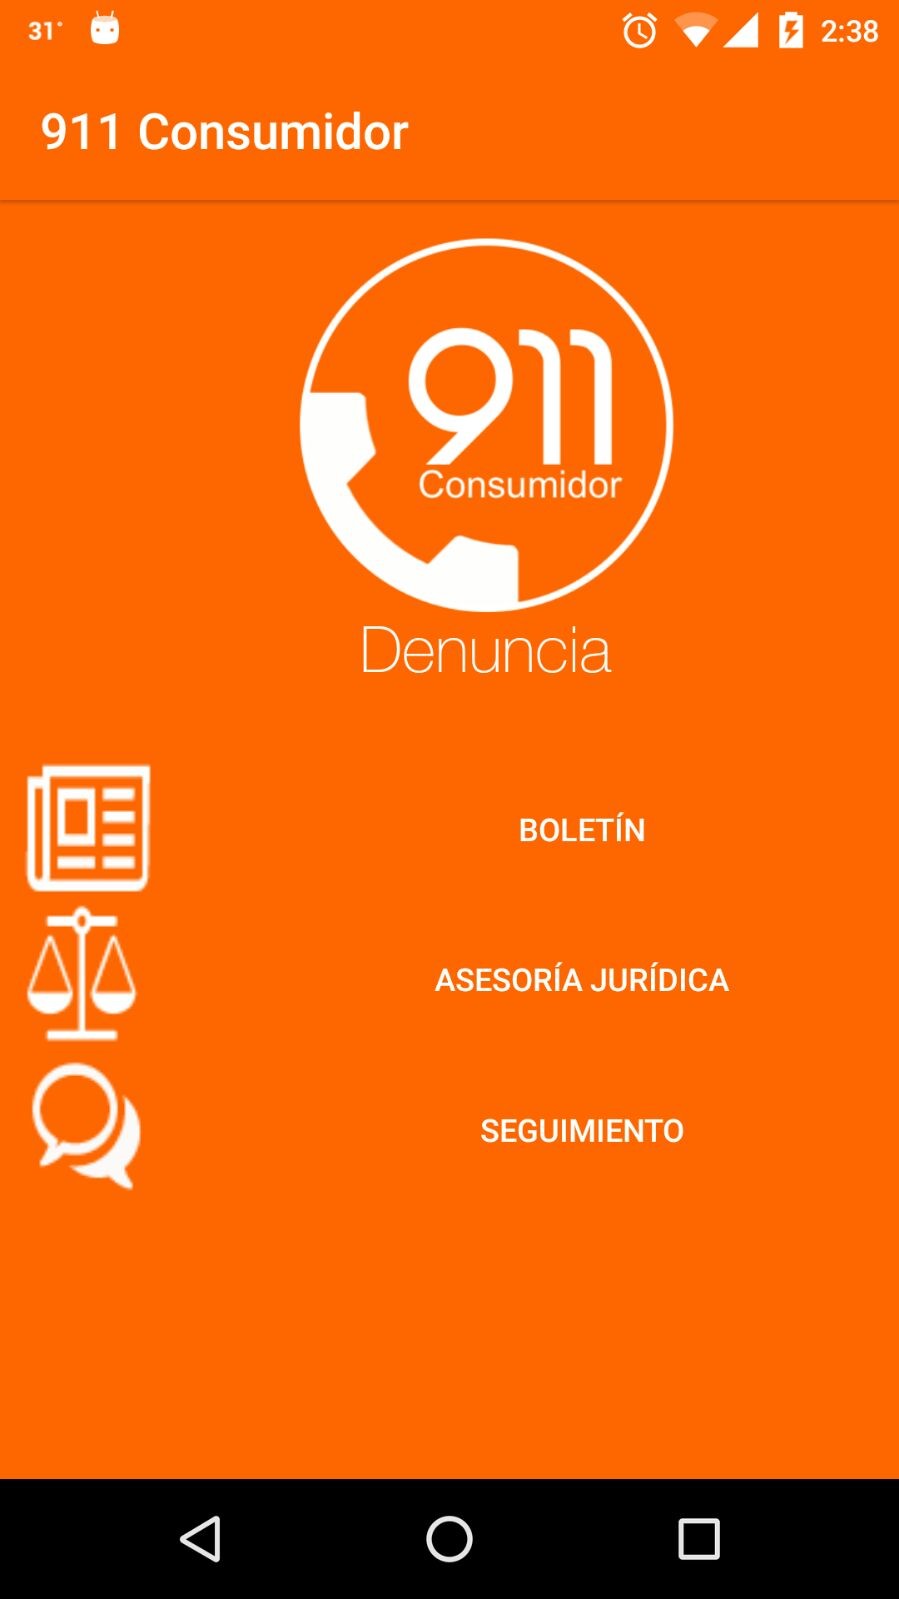 31° 2:38
911 Consumidor
911
Consumidor
Denuncia
BOLETÍN
ASESORÍA JURÍDICA
SEGUIMIENTO